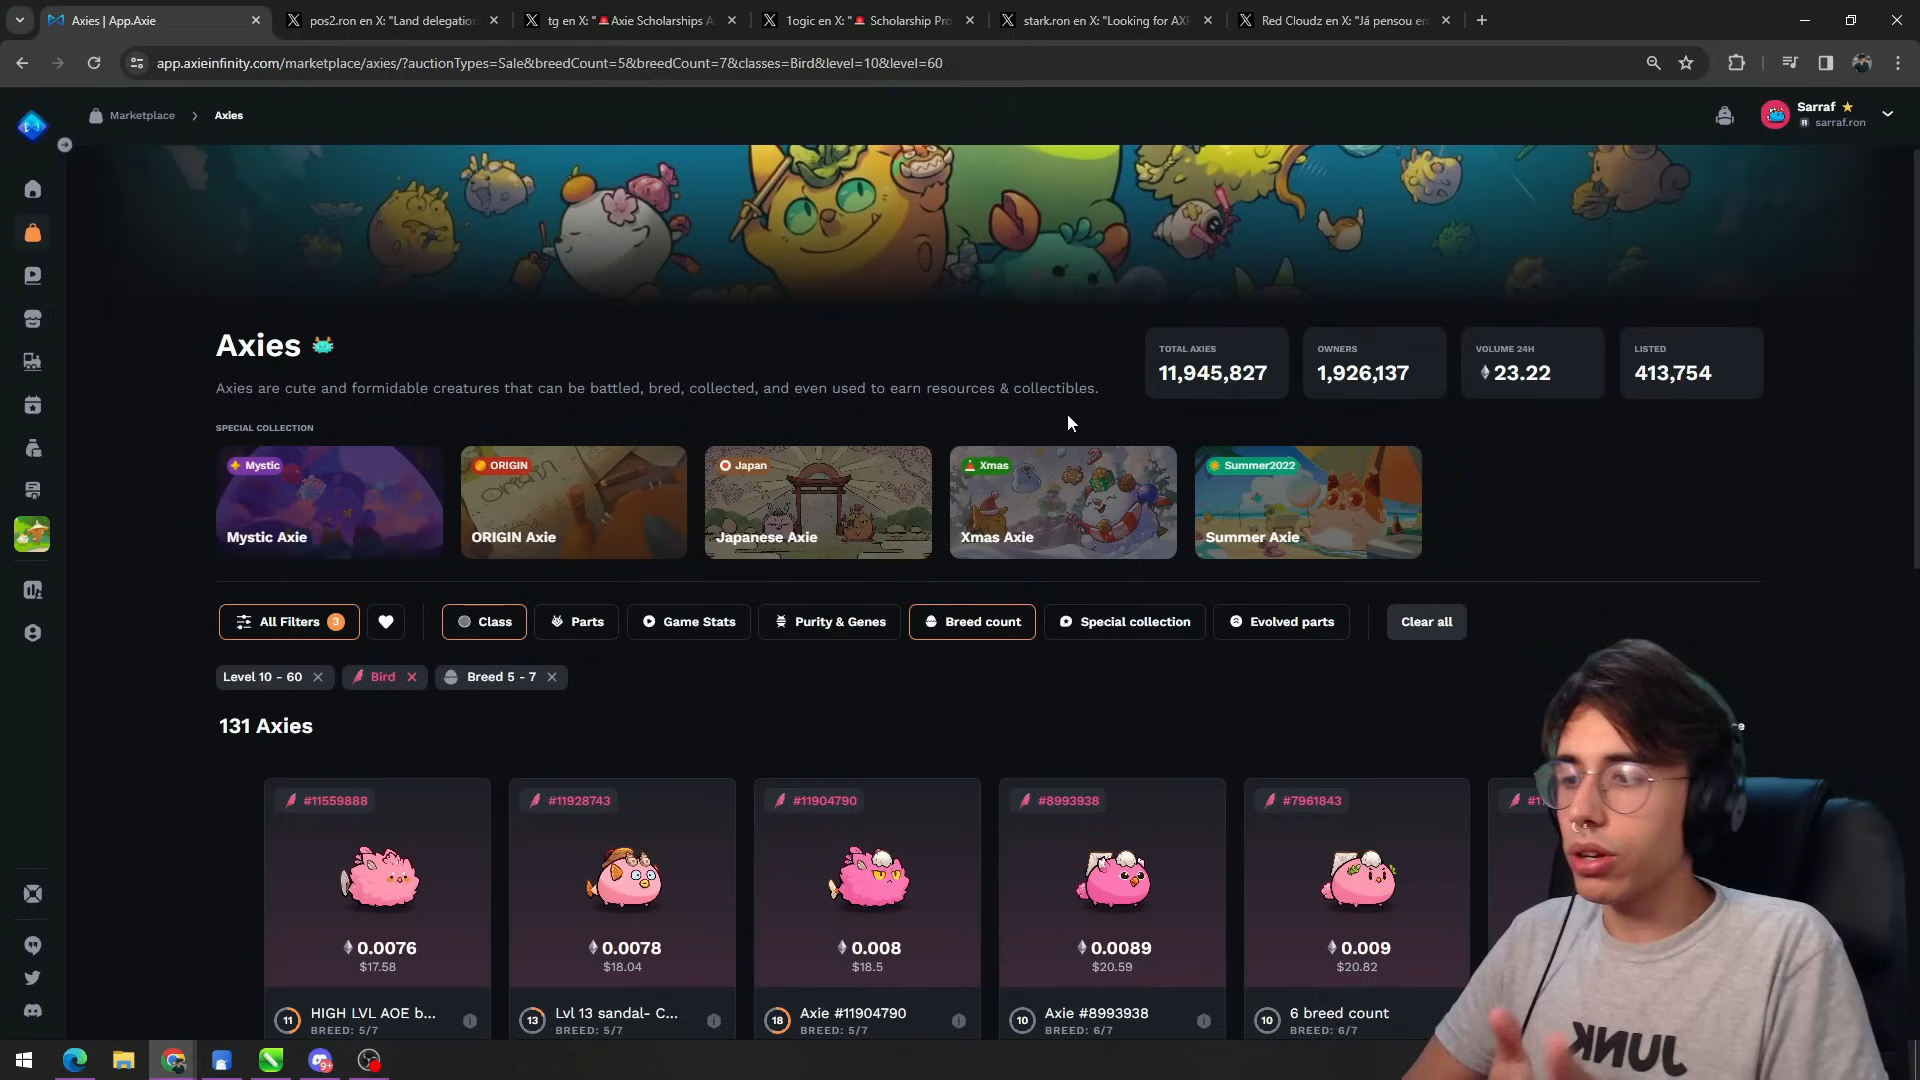 Axies | App.Axie
pos2.ron en X: "Land delegation
tg en X: "🚨Axie Scholarships A
1ogic en X: "🚨 Scholarship Pro
stark.ron en X: "Looking for AXI
Red Cloudz en X: "Já pensou em
app.axieinfinity.com/marketplace/axies/?auctionTypes=Sale&breedCount=5&breedCount=7&classes=Bird&level=10&level=60
Marketplace > Axies
Sarraf
sarraf.ron
Axies
Axies are cute and formidable creatures that can be battled, bred, collected, and even used to earn resources & collectibles.
TOTAL AXIES
11,945,827
OWNERS
1,926,137
VOLUME 24H
23.22
LISTED
413,754
SPECIAL COLLECTION
Mystic
Mystic Axie
ORIGIN
ORIGIN Axie
Japan
Japanese Axie
Xmas
Xmas Axie
Summer2022
Summer Axie
All Filters 3
Class
Parts
Game Stats
Purity & Genes
Breed count
Special collection
Evolved parts
Clear all
Level 10 - 60
Bird
Breed 5 - 7
131 Axies
#11559888
0.0076
$17.58
11
HIGH LVL AOE b...
BREED: 5/7
#11928743
0.0078
$18.04
13
Lvl 13 sandal- C...
BREED: 5/7
#11904790
0.008
$18.5
18
Axie #11904790
BREED: 5/7
#8993938
0.0089
$20.59
10
Axie #8993938
BREED: 6/7
#7961843
0.009
$20.82
10
6 breed count
BREED: 6/7
JUNK
9+